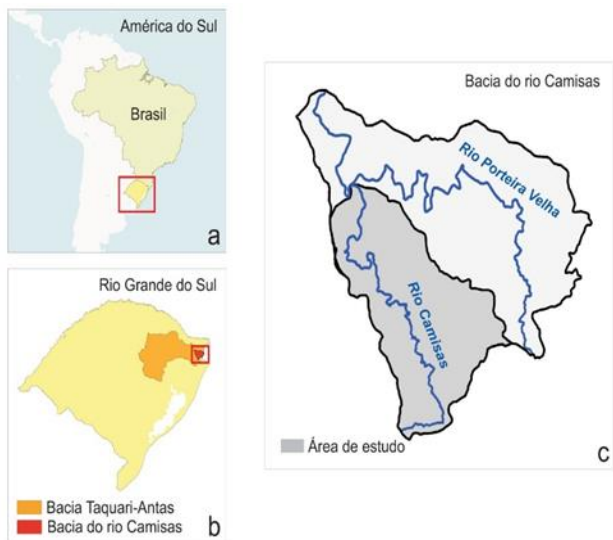 América do Sul
Brasil
a
Rio Grande do Sul
Bacia Taquari-Antas
Bacia do rio Camisas
b
Bacia do rio Camisas
Rio Porteira Velha
Rio Camisas
Área de estudo
c